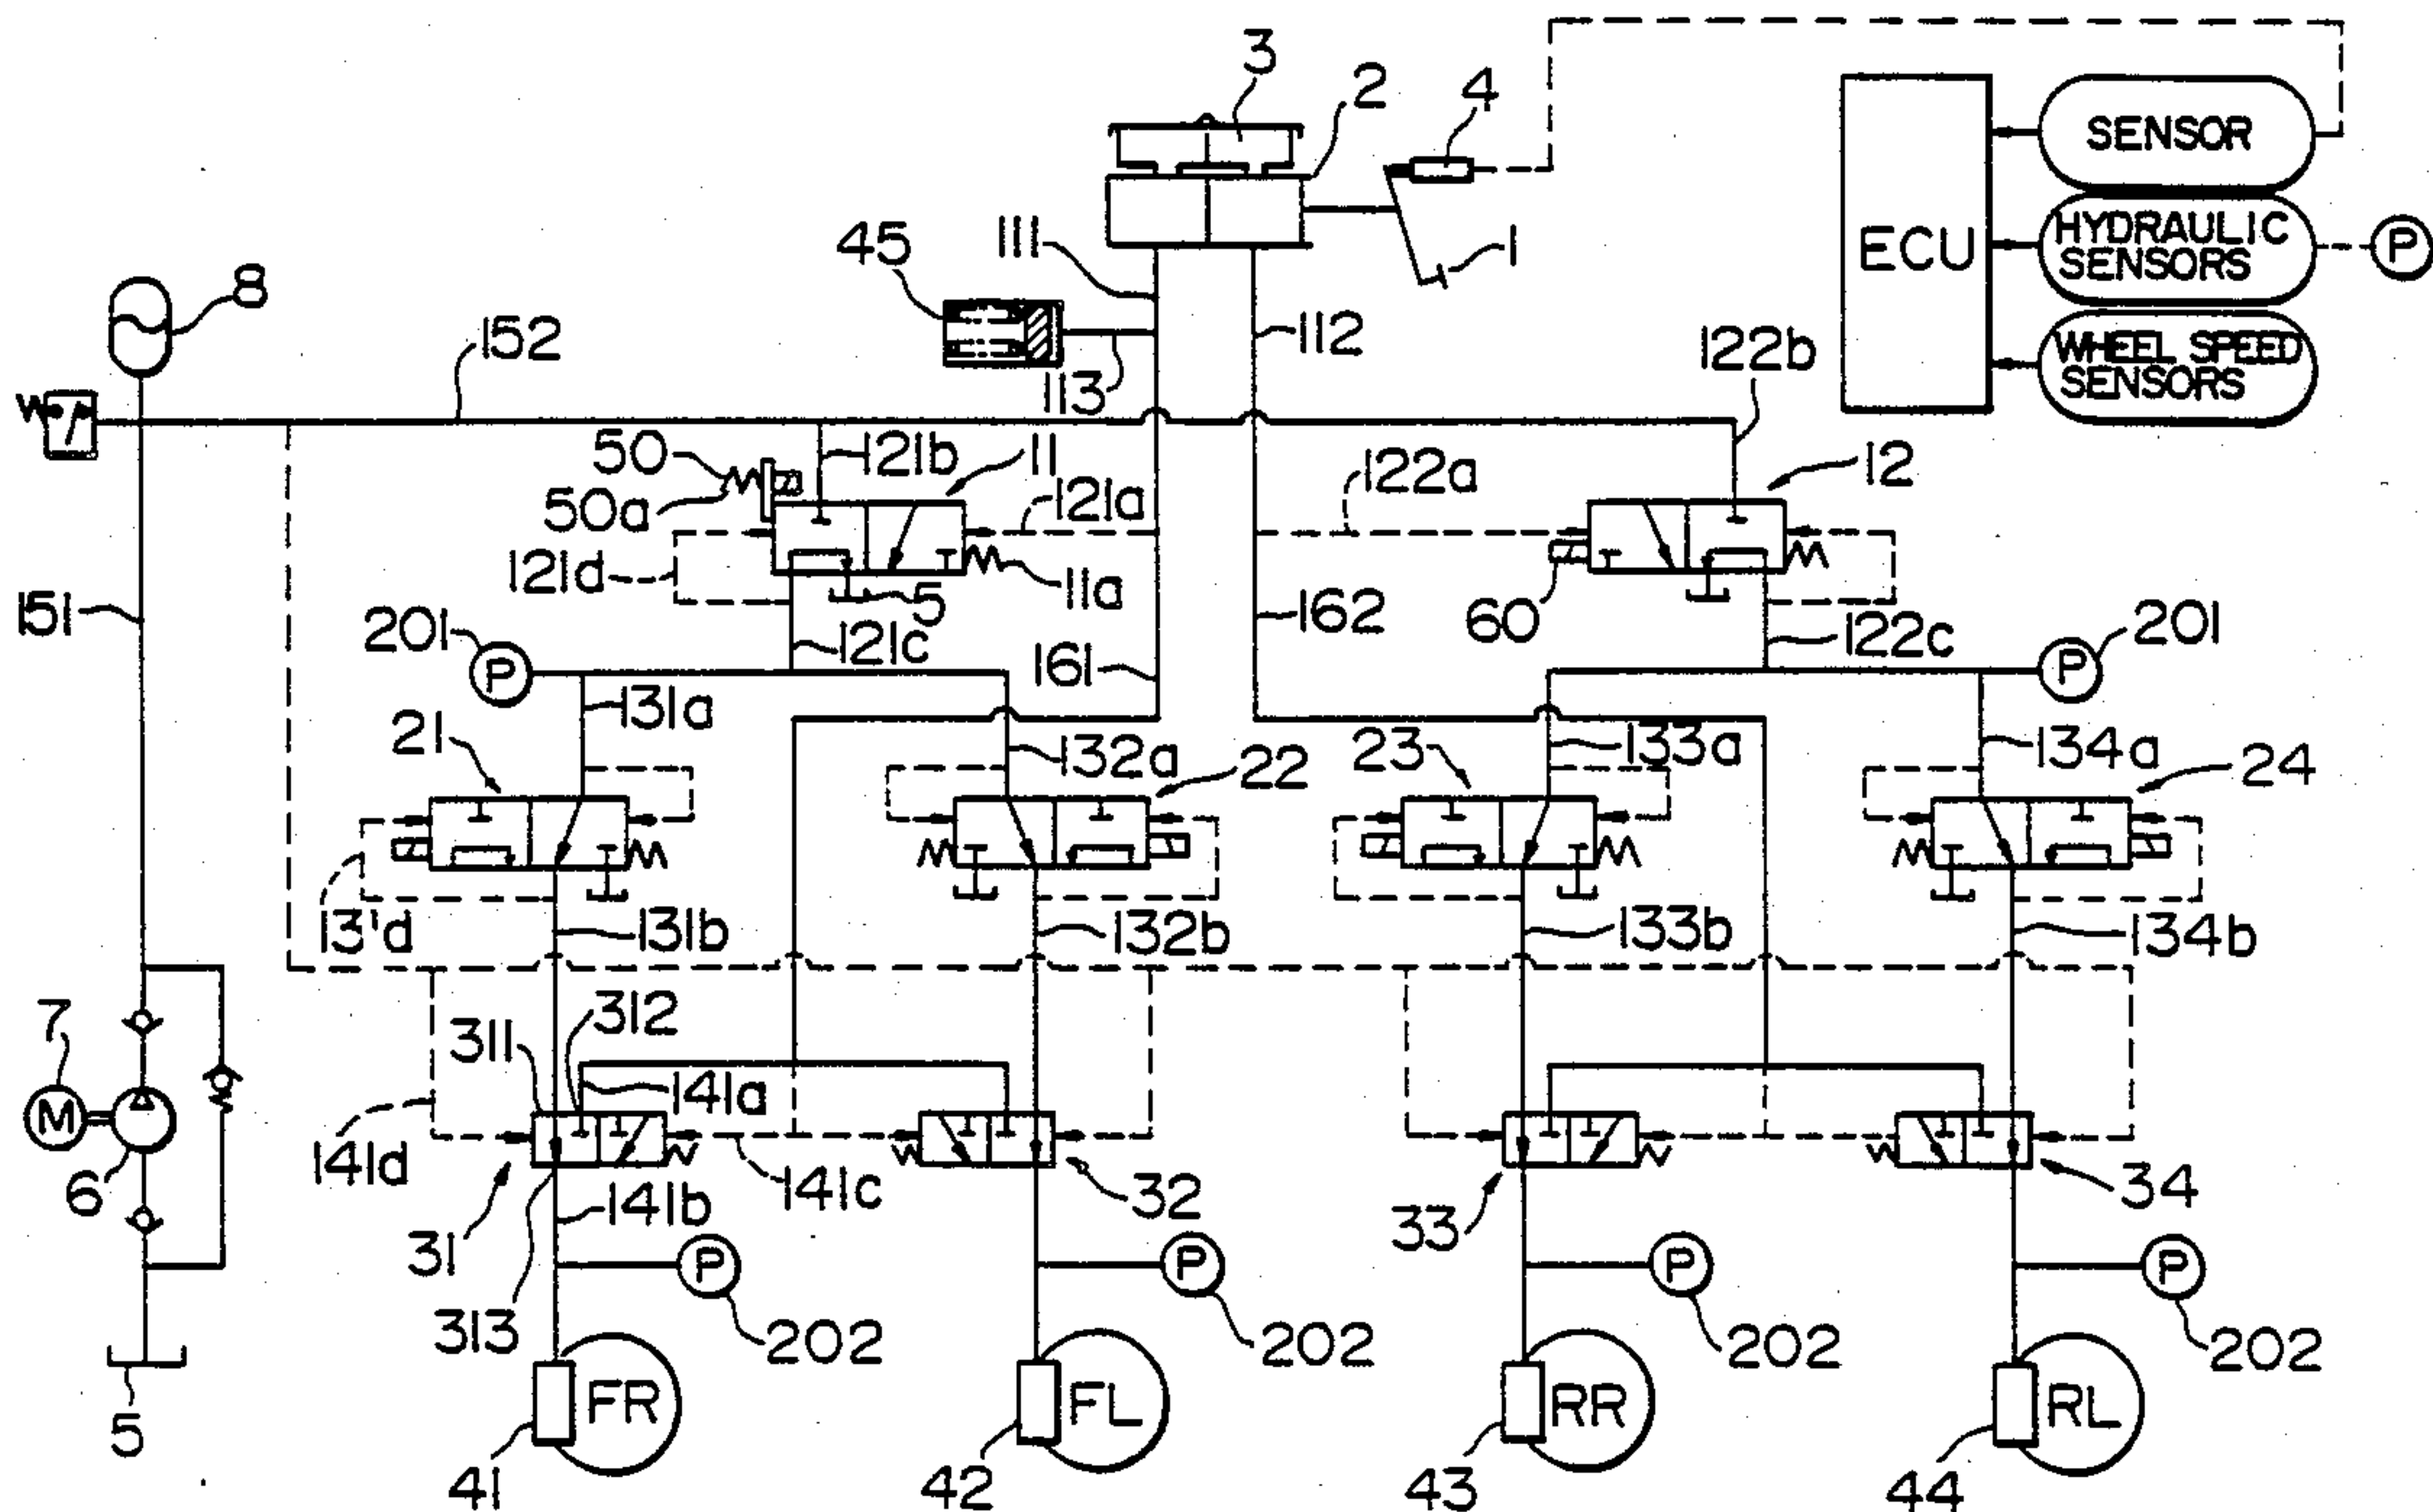 3
2
4
SENSOR
45
111
1
ECU
HYDRAULIC
SENSORS
P
8
152
112
122b
WHEEL SPEED
SENSORS
113
50
121b
11
122a
12
50a
121a
121d
11a
151
5
60
201
121c
161
162
122c
201
P
P
131a
21
132a
22
23
133a
134a
24
13'd
131b
132b
133b
134b
7
312
311
141a
M
141d
6
141b
141c
32
34
31
33
P
P
P
P
313
202
202
202
202
FR
FL
RR
RL
5
41
42
43
44